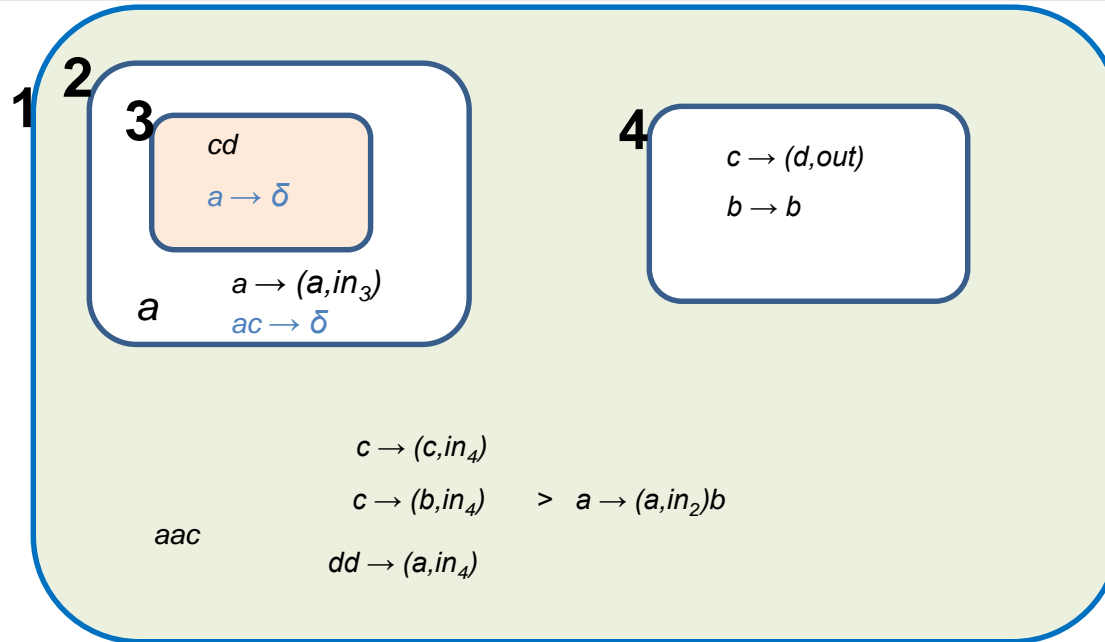 1
2
3
cd
a → δ
a → (a,in₃)
a
ac → δ
4
c → (d,out)
b → b
c → (c,in₄)
c → (b,in₄) > a → (a,in₂)b
aac
dd → (a,in₄)